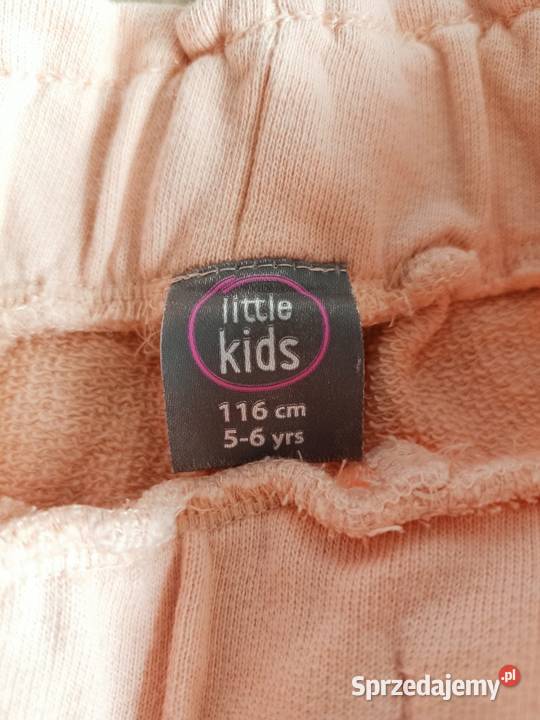 little
kids
116 cm
5-6 yrs
Sprzedajemy.pl